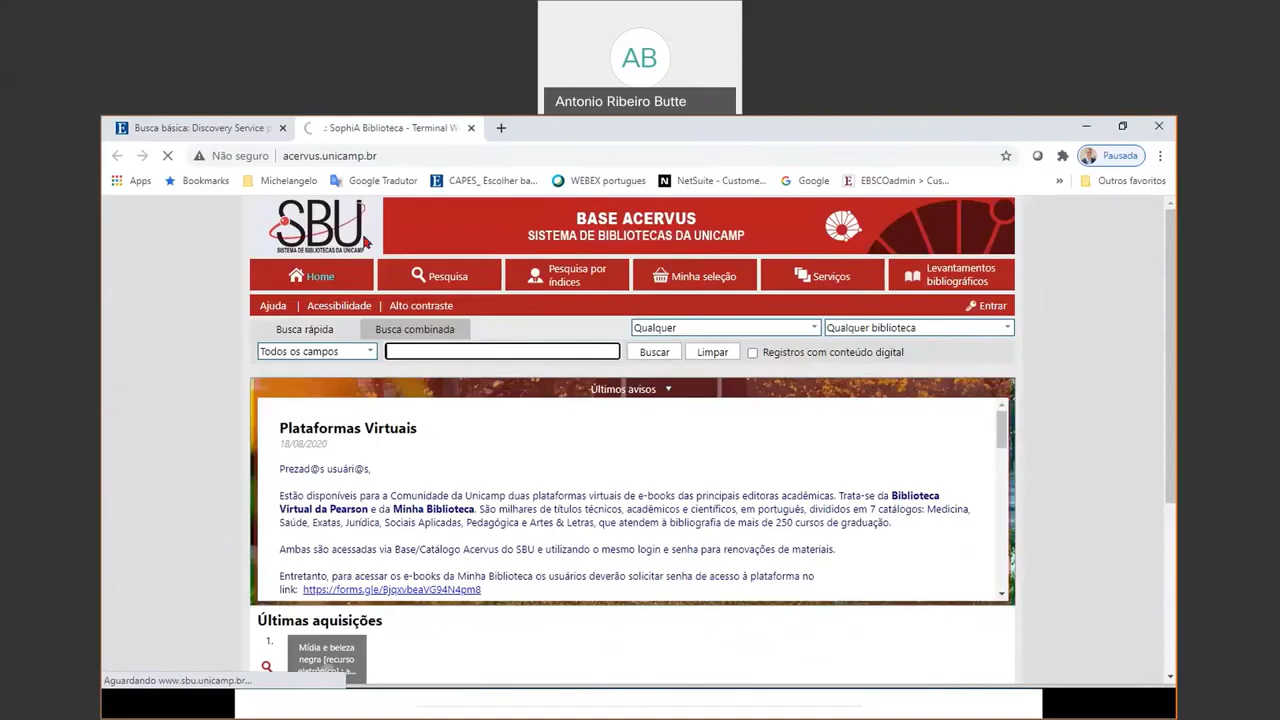 AB
Antonio Ribeiro Butte
Busca básica: Discovery Service p
.: SophiA Biblioteca - Terminal W
Não seguro
acervus.unicamp.br
Pausada
Apps
Bookmarks
Michelangelo
Google Tradutor
CAPES_ Escolher ba...
WEBEX portugues
NetSuite - Custome...
Google
EBSCOadmin > Cus...
»
Outros favoritos
SBU
SISTEMA DE BIBLIOTECAS DA UNICAMP
BASE ACERVUS
SISTEMA DE BIBLIOTECAS DA UNICAMP
Home
Pesquisa
Pesquisa por
índices
Minha seleção
Serviços
Levantamentos
bibliográficos
Ajuda | Acessibilidade | Alto contraste
Entrar
Busca rápida
Busca combinada
Qualquer
Qualquer biblioteca
Todos os campos
Buscar
Limpar
Registros com conteúdo digital
Últimos avisos
Plataformas Virtuais
18/08/2020
Prezad@s usuári@s,
Estão disponíveis para a Comunidade da Unicamp duas plataformas virtuais de e-books das principais editoras acadêmicas. Trata-se da Biblioteca
Virtual da Pearson e da Minha Biblioteca. São milhares de títulos técnicos, acadêmicos e científicos, em português, divididos em 7 catálogos: Medicina,
Saúde, Exatas, Jurídica, Sociais Aplicadas, Pedagógica e Artes & Letras, que atendem à bibliografia de mais de 250 cursos de graduação.
Ambas são acessadas via Base/Catálogo Acervus do SBU e utilizando o mesmo login e senha para renovações de materiais.
Entretanto, para acessar os e-books da Minha Biblioteca os usuários deverão solicitar senha de acesso à plataforma no
link: https://forms.gle/BjqxvbeaVG94N4pm8
Últimas aquisições
1.
Mídia e beleza
negra [recurso
eletrônico] : a...
Aguardando www.sbu.unicamp.br...